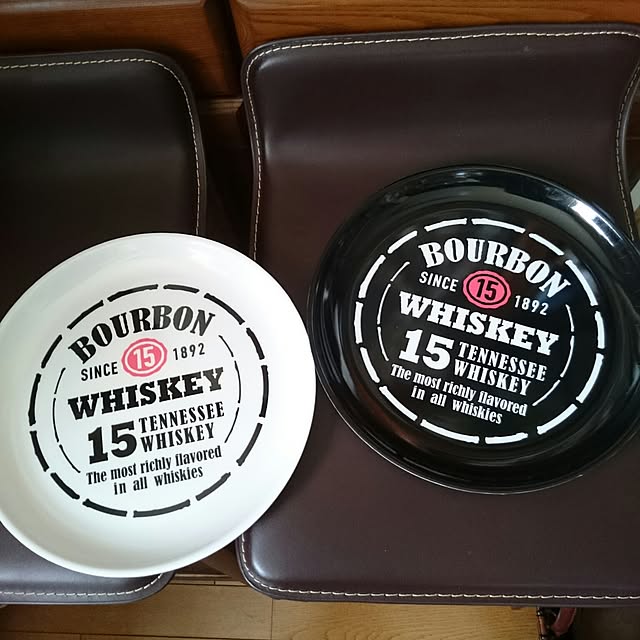 BOURBON
SINCE 15 1892
WHISKEY
15 TENNESSEE
WHISKEY
The most richly flavored
in all whiskies
BOURBON
SINCE 15 1892
WHISKEY
15 TENNESSEE
WHISKEY
The most richly flavored
in all whiskies